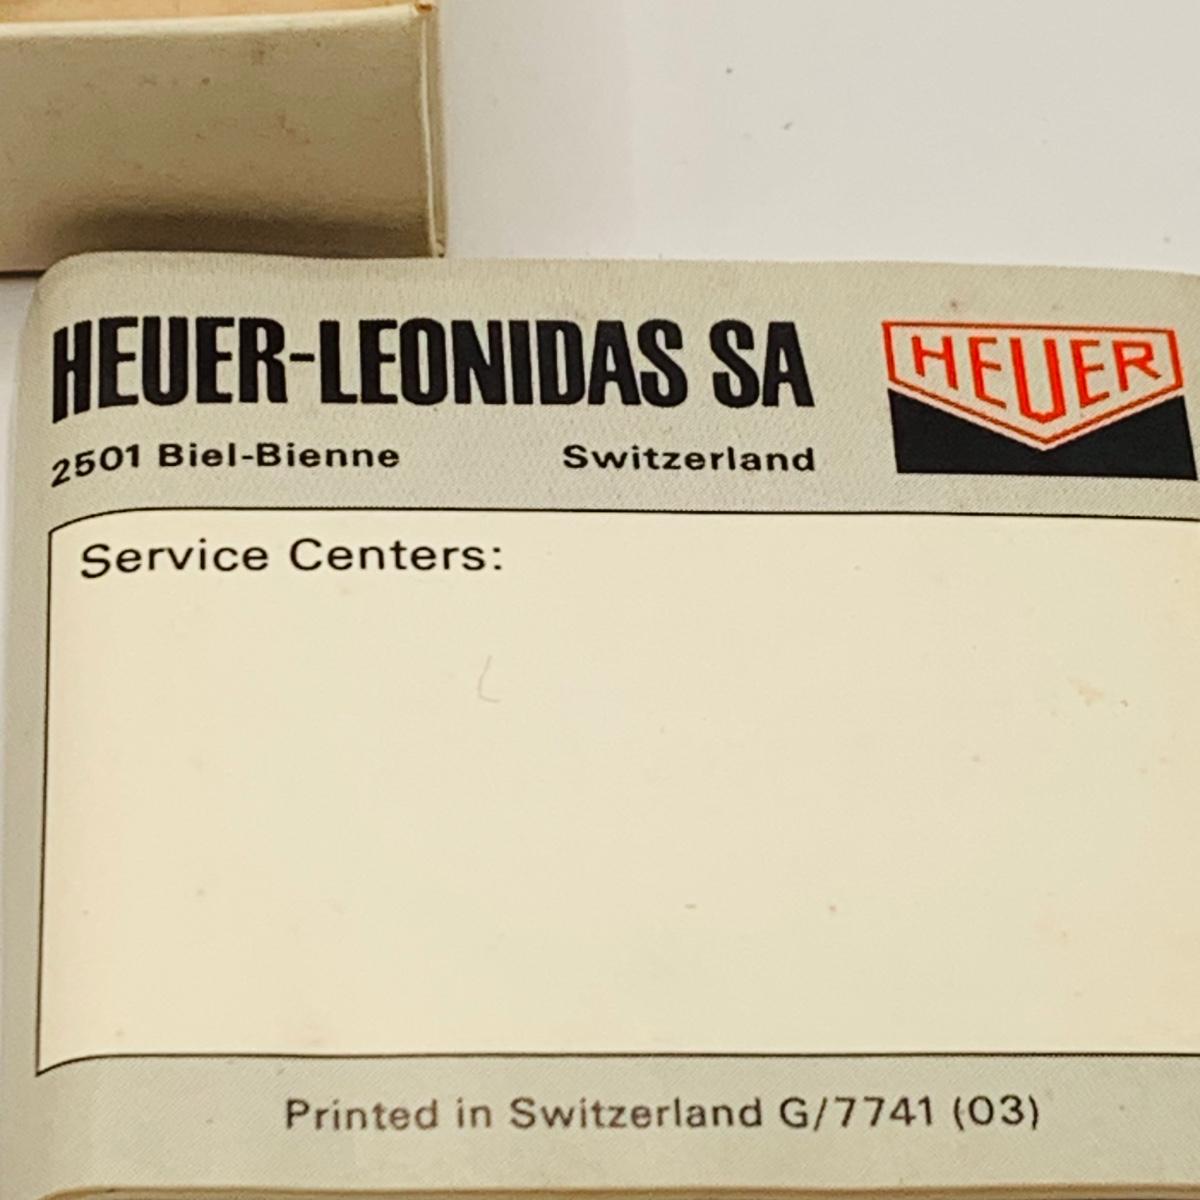 HEUER-LEONIDAS SA
2501 Biel-Bienne Switzerland
HEUER
Service Centers:
Printed in Switzerland G/7741 (03)